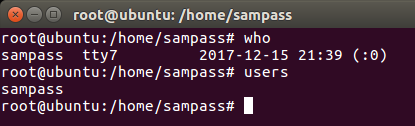 root@ubuntu: /home/sampass
root@ubuntu:/home/sampass# who
sampass  tty7         2017-12-15 21:39 (:0)
root@ubuntu:/home/sampass# users
sampass
root@ubuntu:/home/sampass#